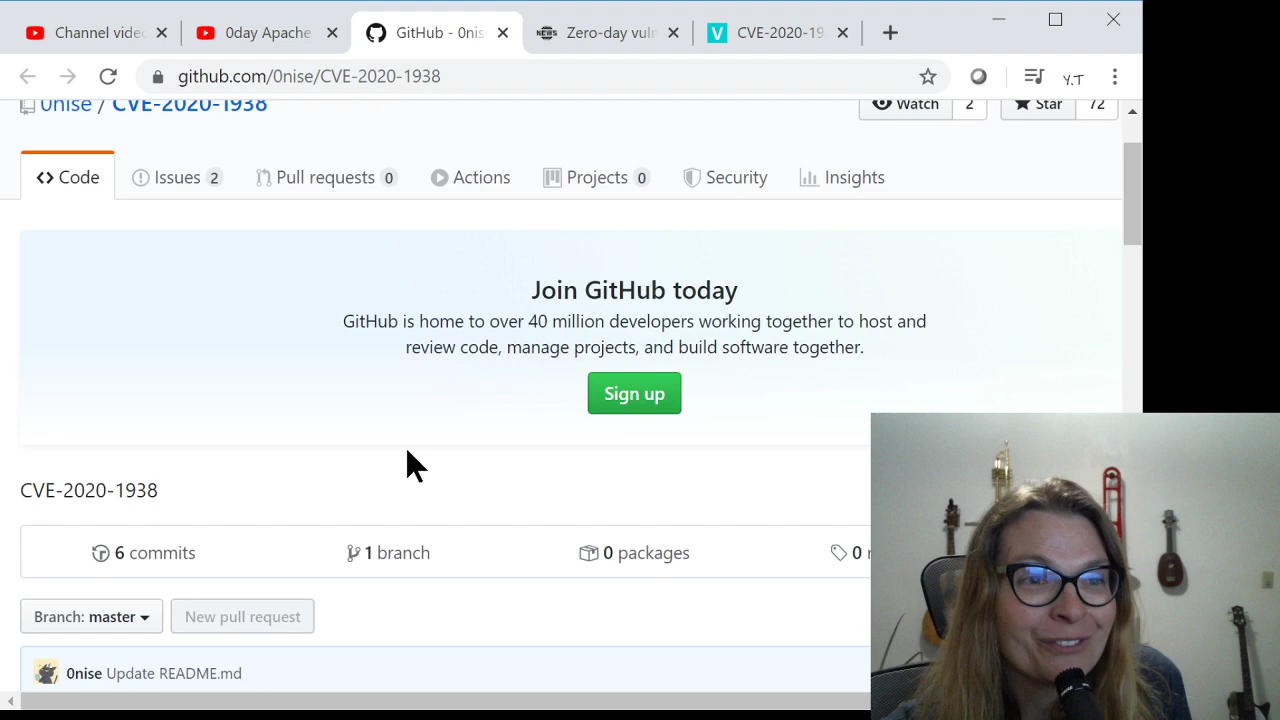 Channel vide
0day Apache
GitHub - 0nis
NEWS Zero-day vuln
V CVE-2020-19
github.com/0nise/CVE-2020-1938
Y.T
0nise / CVE-2020-1938
Watch 2
Star 72
Code
Issues 2
Pull requests 0
Actions
Projects 0
Security
Insights
Join GitHub today
GitHub is home to over 40 million developers working together to host and
review code, manage projects, and build software together.
Sign up
CVE-2020-1938
6 commits
1 branch
0 packages
0 r
Branch: master
New pull request
0nise Update README.md